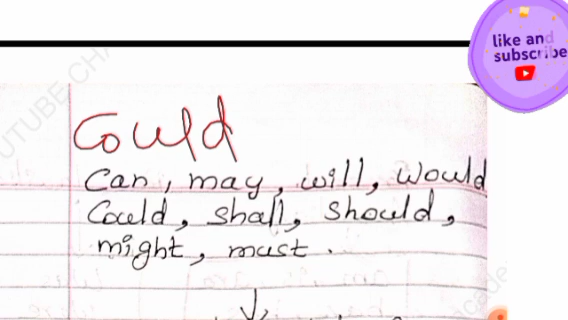 like and
subscribe
Could
Can, may, will, would
Could, shall, should,
might, must.